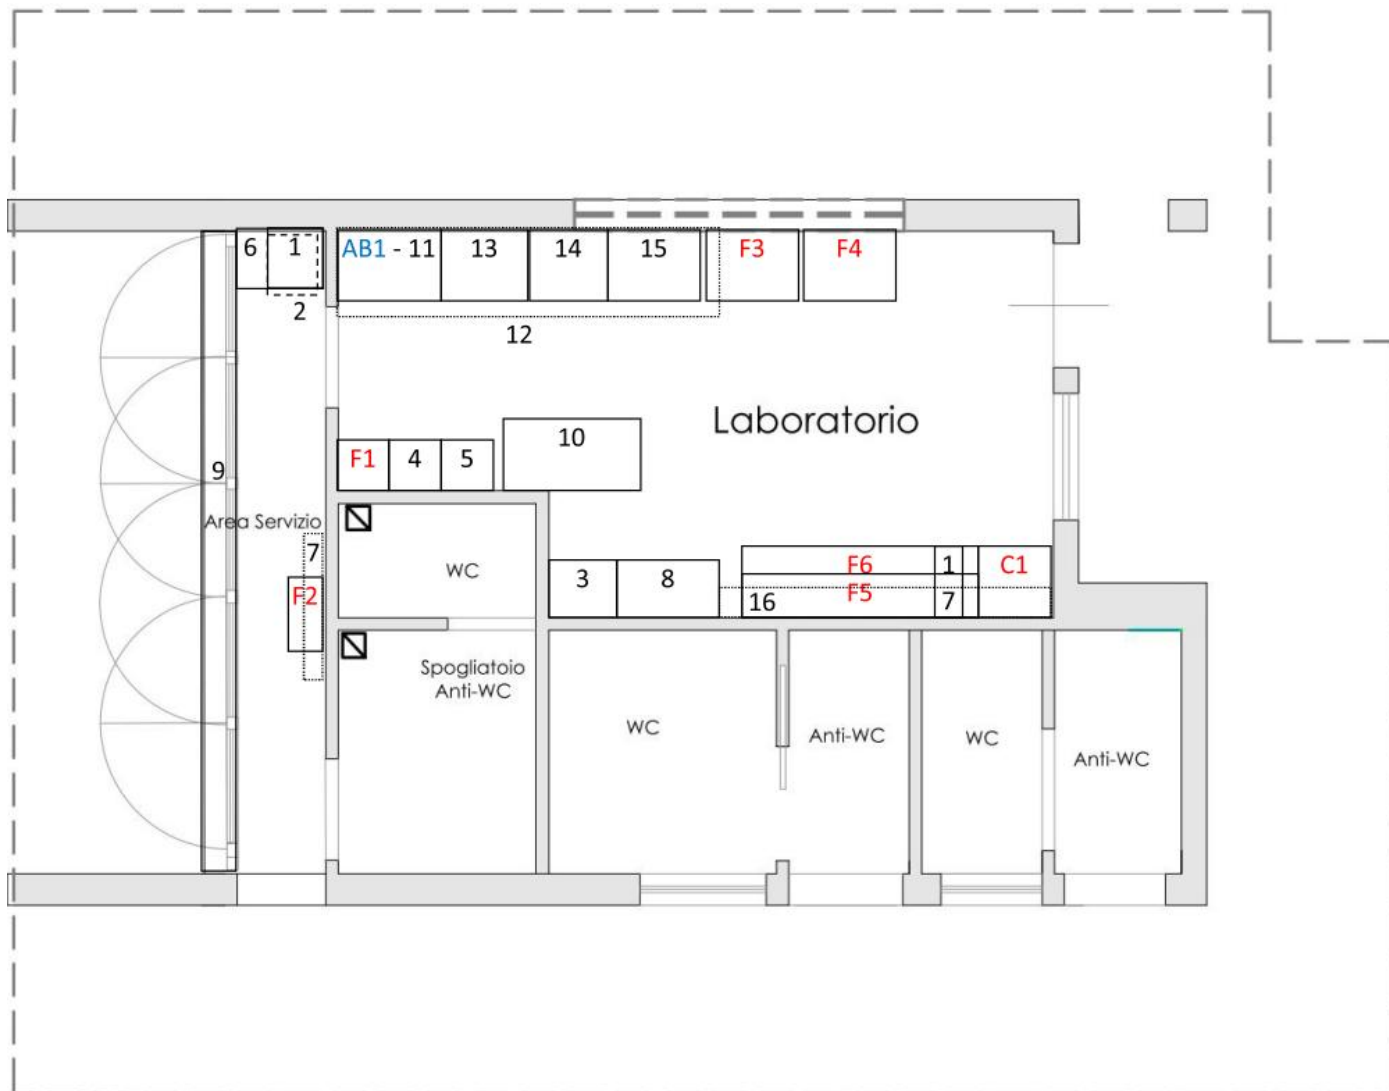 6 1 AB1 - 11 13 14 15 F3 F4
2
12
Laboratorio
10
F1 4 5
9
Area Servizio
7
F2
WC
3 8
F6 1 C1
F5
16 7
Spogliatoio
Anti-WC
WC
Anti-WC
WC
Anti-WC